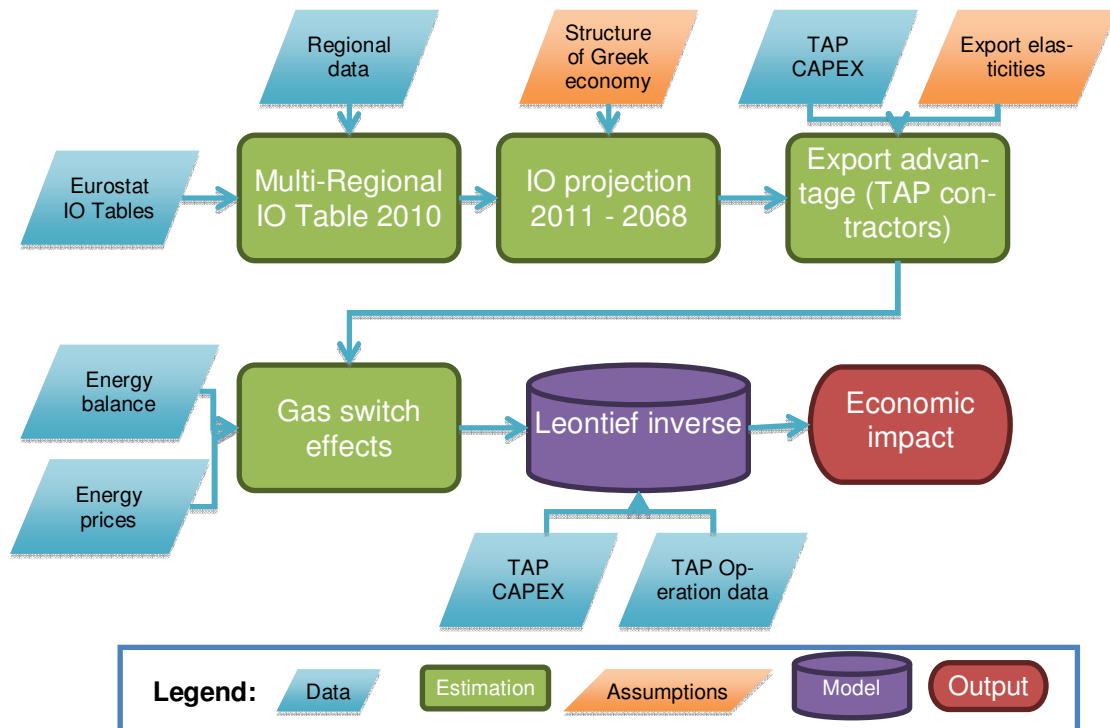 Regional
data
Structure
of Greek
economy
TAP
CAPEX
Export elas-
ticities
Eurostat
IO Tables
Multi-Regional
IO Table 2010
IO projection
2011 - 2068
Export advan-
tage (TAP con-
tractors)
Energy
balance
Energy
prices
Gas switch
effects
Leontief inverse
Economic
impact
TAP
CAPEX
TAP Op-
eration data
Legend:
Data
Estimation
Assumptions
Model
Output